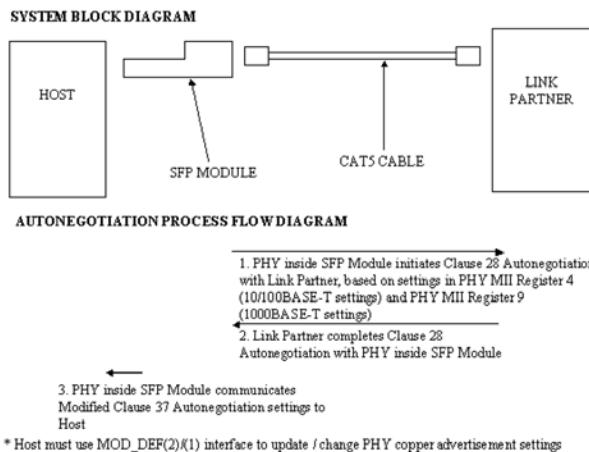 SYSTEM BLOCK DIAGRAM
HOST
LINK
PARTNER
SFP MODULE
CAT5 CABLE
AUTONEGOTIATION PROCESS FLOW DIAGRAM
1. PHY inside SFP Module initiates Clause 28 Autonegotiation
with Link Partner, based on settings in PHY MII Register 4
(10/100BASE-T settings) and PHY MII Register 9
(1000BASE-T settings)
2. Link Partner completes Clause 28
Autonegotiation with PHY inside SFP Module
3. PHY inside SFP Module communicates
Modified Clause 37 Autonegotiation settings to
Host
* Host must use MOD_DEF(2)/(1) interface to update / change PHY copper advertisement settings